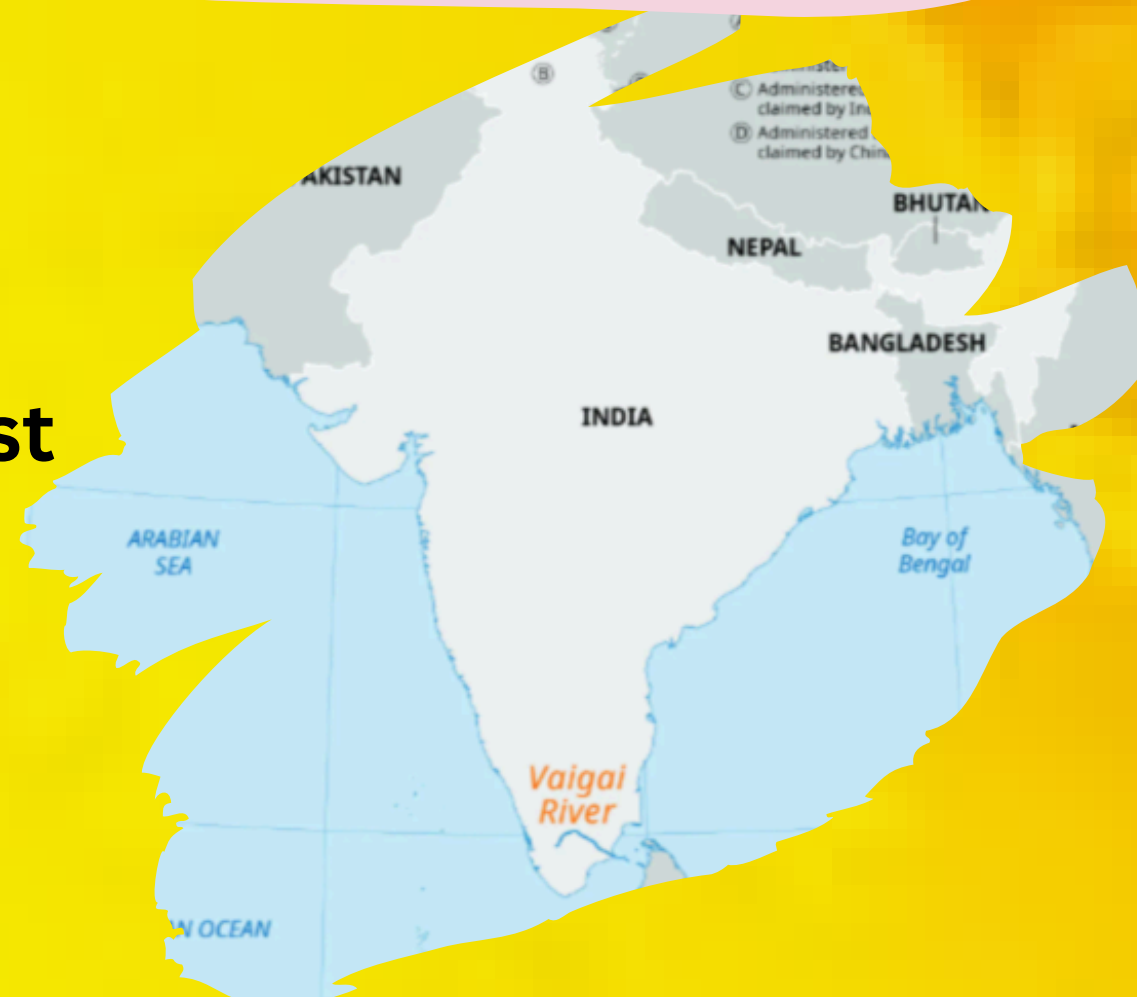 Ⓑ
Ⓒ Administered
claimed by In
Ⓓ Administered
claimed by Chin
AKISTAN
BHUTAN
NEPAL
BANGLADESH
INDIA
st
ARABIAN
SEA
Bay of
Bengal
Vaigai
River
N OCEAN